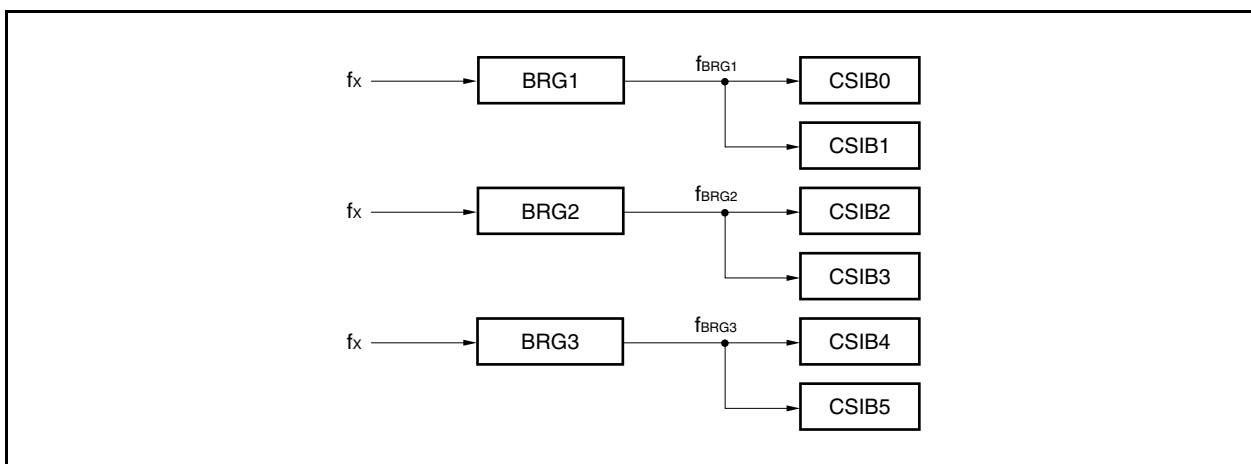 fX BRG1 fBRG1 CSIB0
CSIB1
fX BRG2 fBRG2 CSIB2
CSIB3
fX BRG3 fBRG3 CSIB4
CSIB5